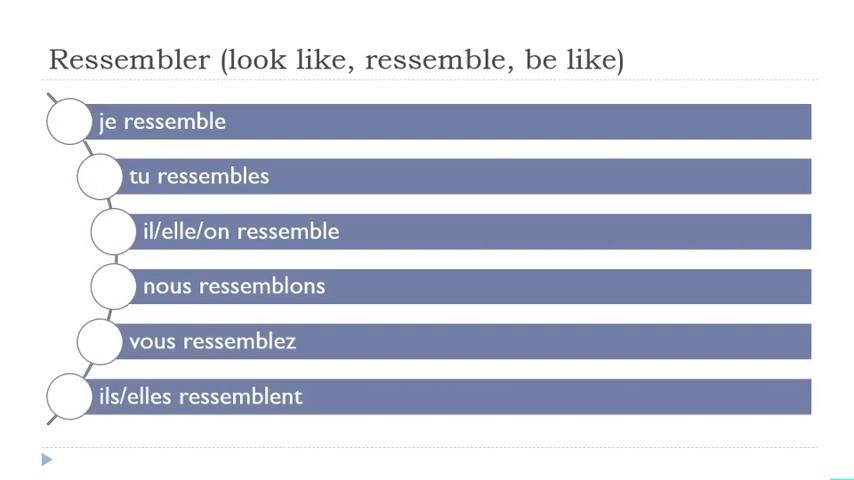 Ressembler (look like, ressemble, be like)
je ressemble
tu ressembles
il/elle/on ressemble
nous ressemblons
vous ressemblez
ils/elles ressemblent